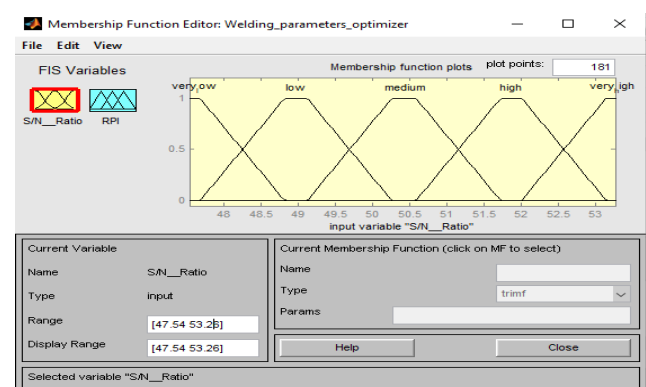 Membership Function Editor: Welding_parameters_optimizer
File Edit View
FIS Variables
S/N__Ratio RPI
Membership function plots plot points: 181
very_low low medium high very_high
1
0.5
0
48 48.5 49 49.5 50 50.5 51 51.5 52 52.5 53
input variable "S/N__Ratio"
Current Variable
Name S/N__Ratio
Type input
Range [47.54 53.26]
Display Range [47.54 53.26]
Current Membership Function (click on MF to select)
Name
Type trimf
Params
Help Close
Selected variable "S/N__Ratio"